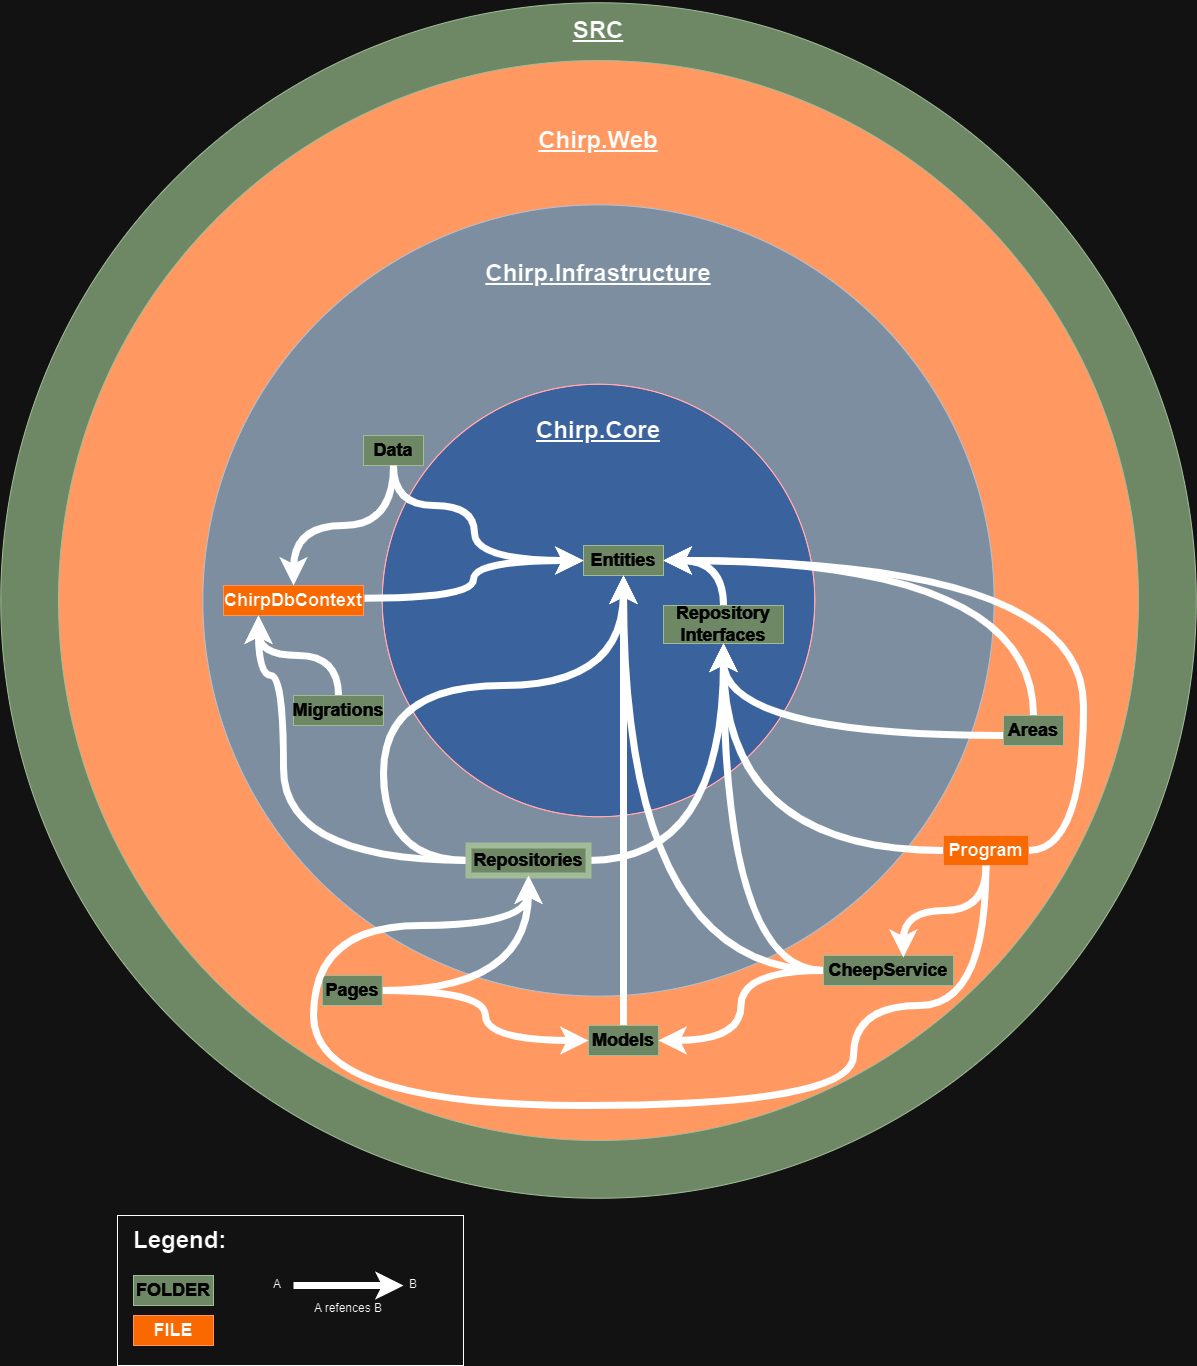 SRC
Chirp.Web
Chirp.Infrastructure
Chirp.Core
Data
Entities
ChirpDbContext
Repository
Interfaces
Migrations
Areas
Program
Repositories
CheepService
Pages
Models
Legend:
FOLDER
A
B
A refences B
FILE